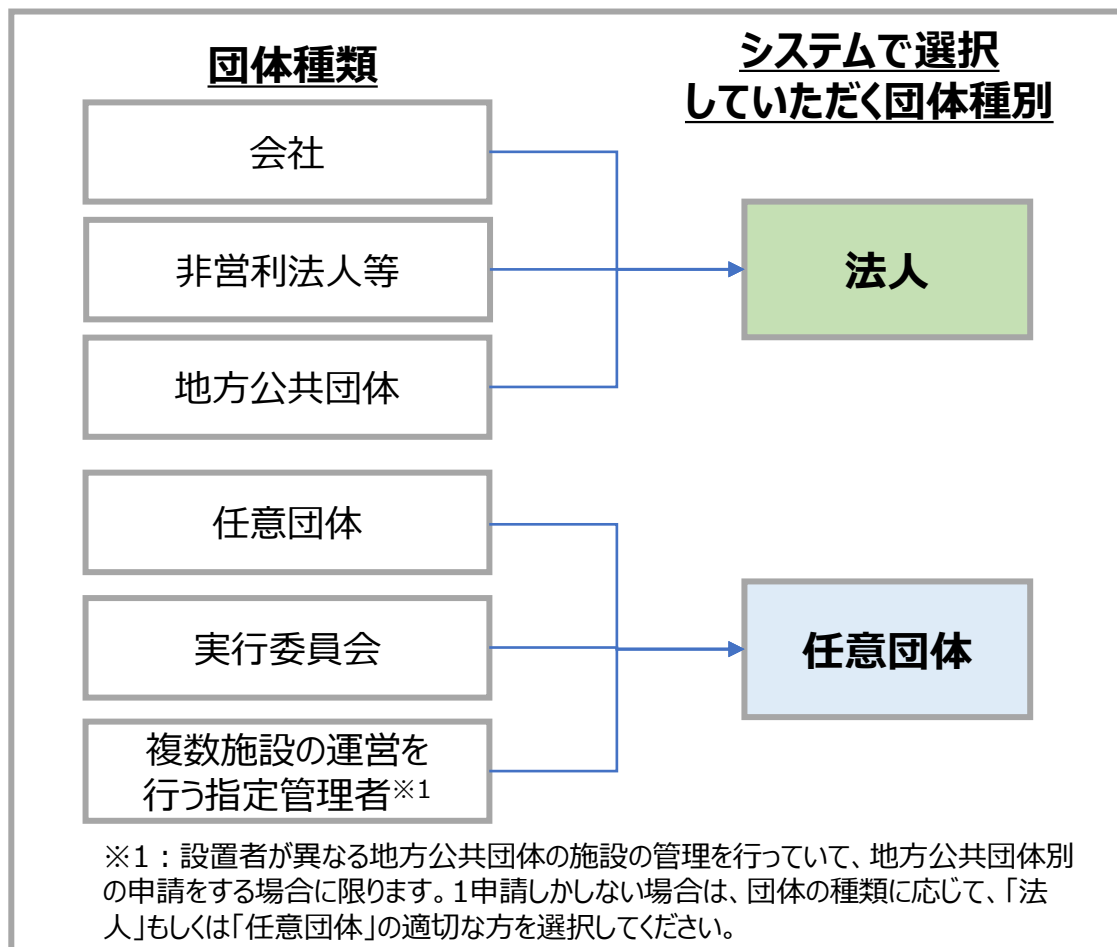 団体種類
システムで選択
していただく団体種別
会社
非営利法人等
地方公共団体
法人
任意団体
実行委員会
複数施設の運営を
行う指定管理者※1
任意団体
※1：設置者が異なる地方公共団体の施設の管理を行っていて、地方公共団体別
の申請をする場合に限ります。1申請しかしない場合は、団体の種類に応じて、「法
人」もしくは「任意団体」の適切な方を選択してください。